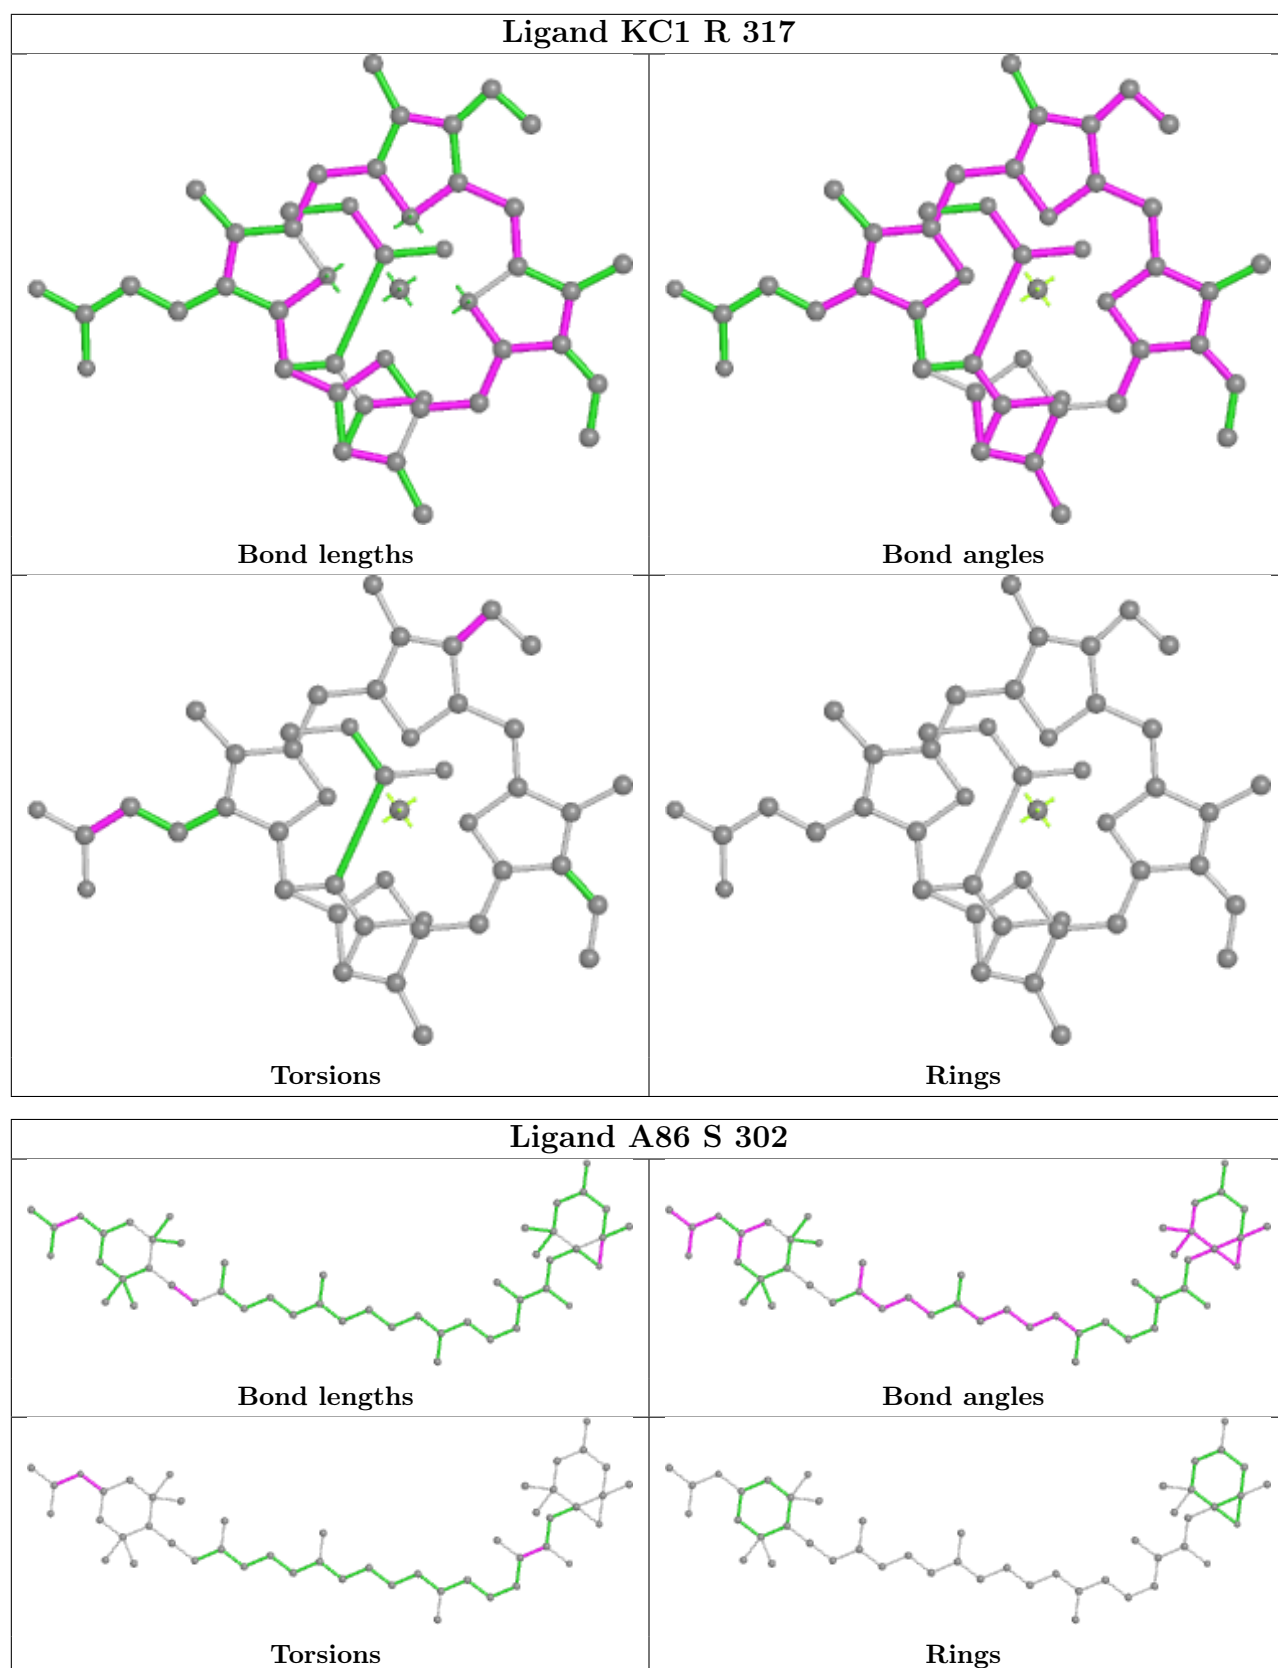 Ligand KC1 R 317
Bond lengths
Bond angles
Torsions
Rings
Ligand A86 S 302
Bond lengths
Bond angles
Torsions
Rings